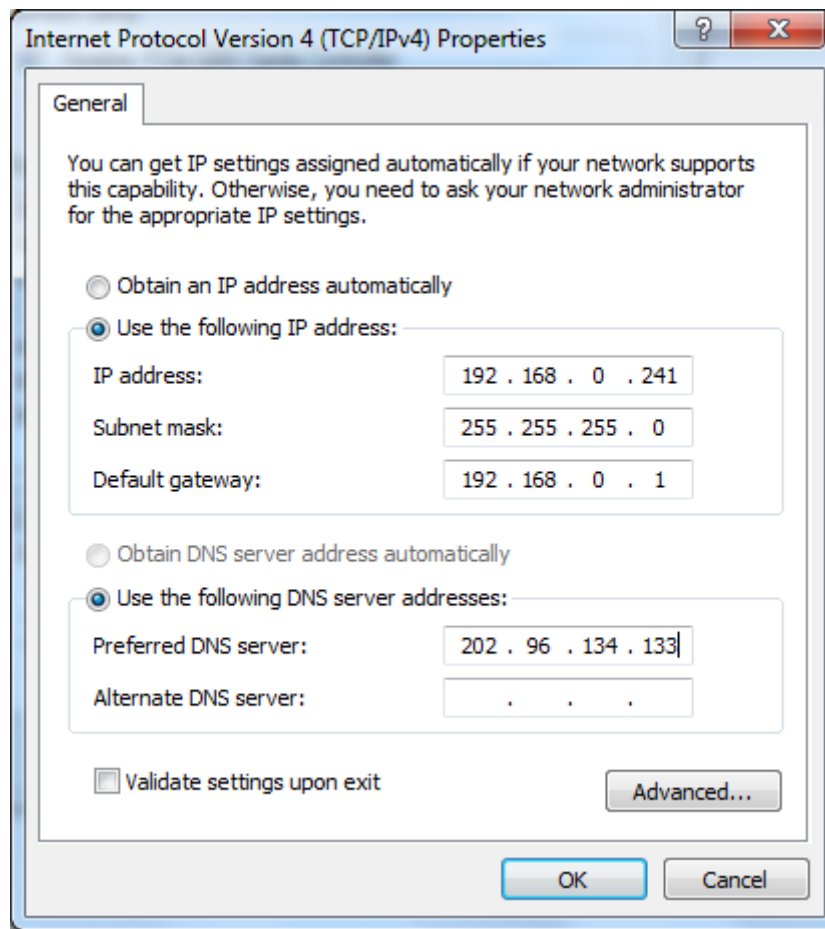 Internet Protocol Version 4 (TCP/IPv4) Properties
?
X
General
You can get IP settings assigned automatically if your network supports
this capability. Otherwise, you need to ask your network administrator
for the appropriate IP settings.
Obtain an IP address automatically
Use the following IP address:
IP address: 192 . 168 . 0 . 241
Subnet mask: 255 . 255 . 255 . 0
Default gateway: 192 . 168 . 0 . 1
Obtain DNS server address automatically
Use the following DNS server addresses:
Preferred DNS server: 202 . 96 . 134 . 133
Alternate DNS server: . . .
Validate settings upon exit
Advanced...
OK Cancel